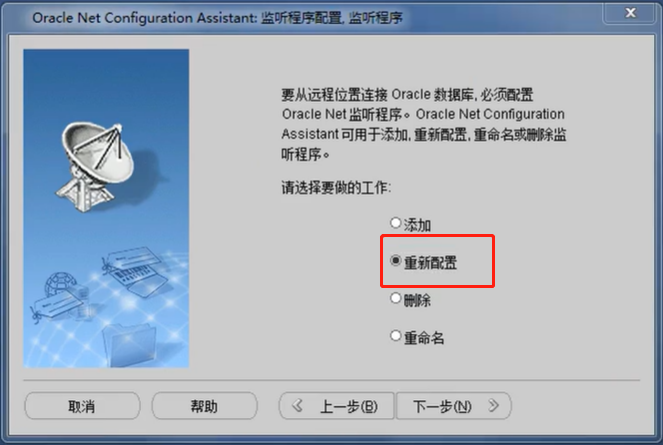 Oracle Net Configuration Assistant: 监听程序配置, 监听程序
要从远程位置连接 Oracle 数据库, 必须配置
Oracle Net 监听程序。Oracle Net Configuration
Assistant 可用于添加, 重新配置, 重命名或删除监
听程序。
请选择要做的工作:
添加
重新配置
删除
重命名
取消
帮助
上一步(B)
下一步(N)